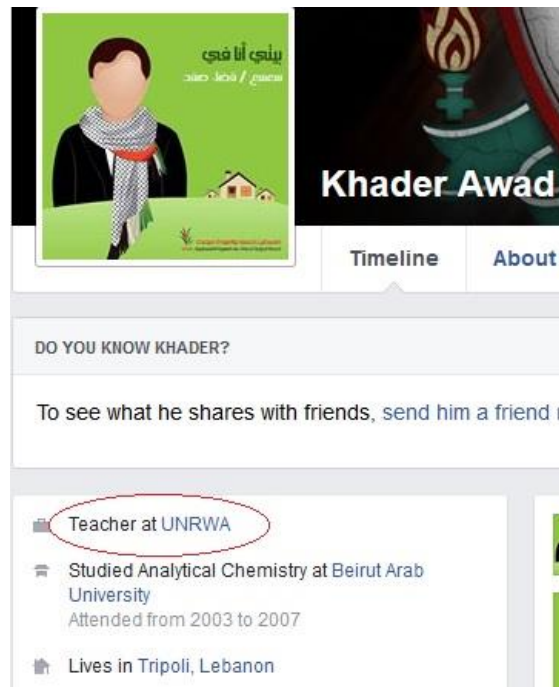 بيتي أنا في
Khader Awad
Timeline
About
DO YOU KNOW KHADER?
To see what he shares with friends, send him a friend
Teacher at UNRWA
Studied Analytical Chemistry at Beirut Arab
University
Attended from 2003 to 2007
Lives in Tripoli, Lebanon